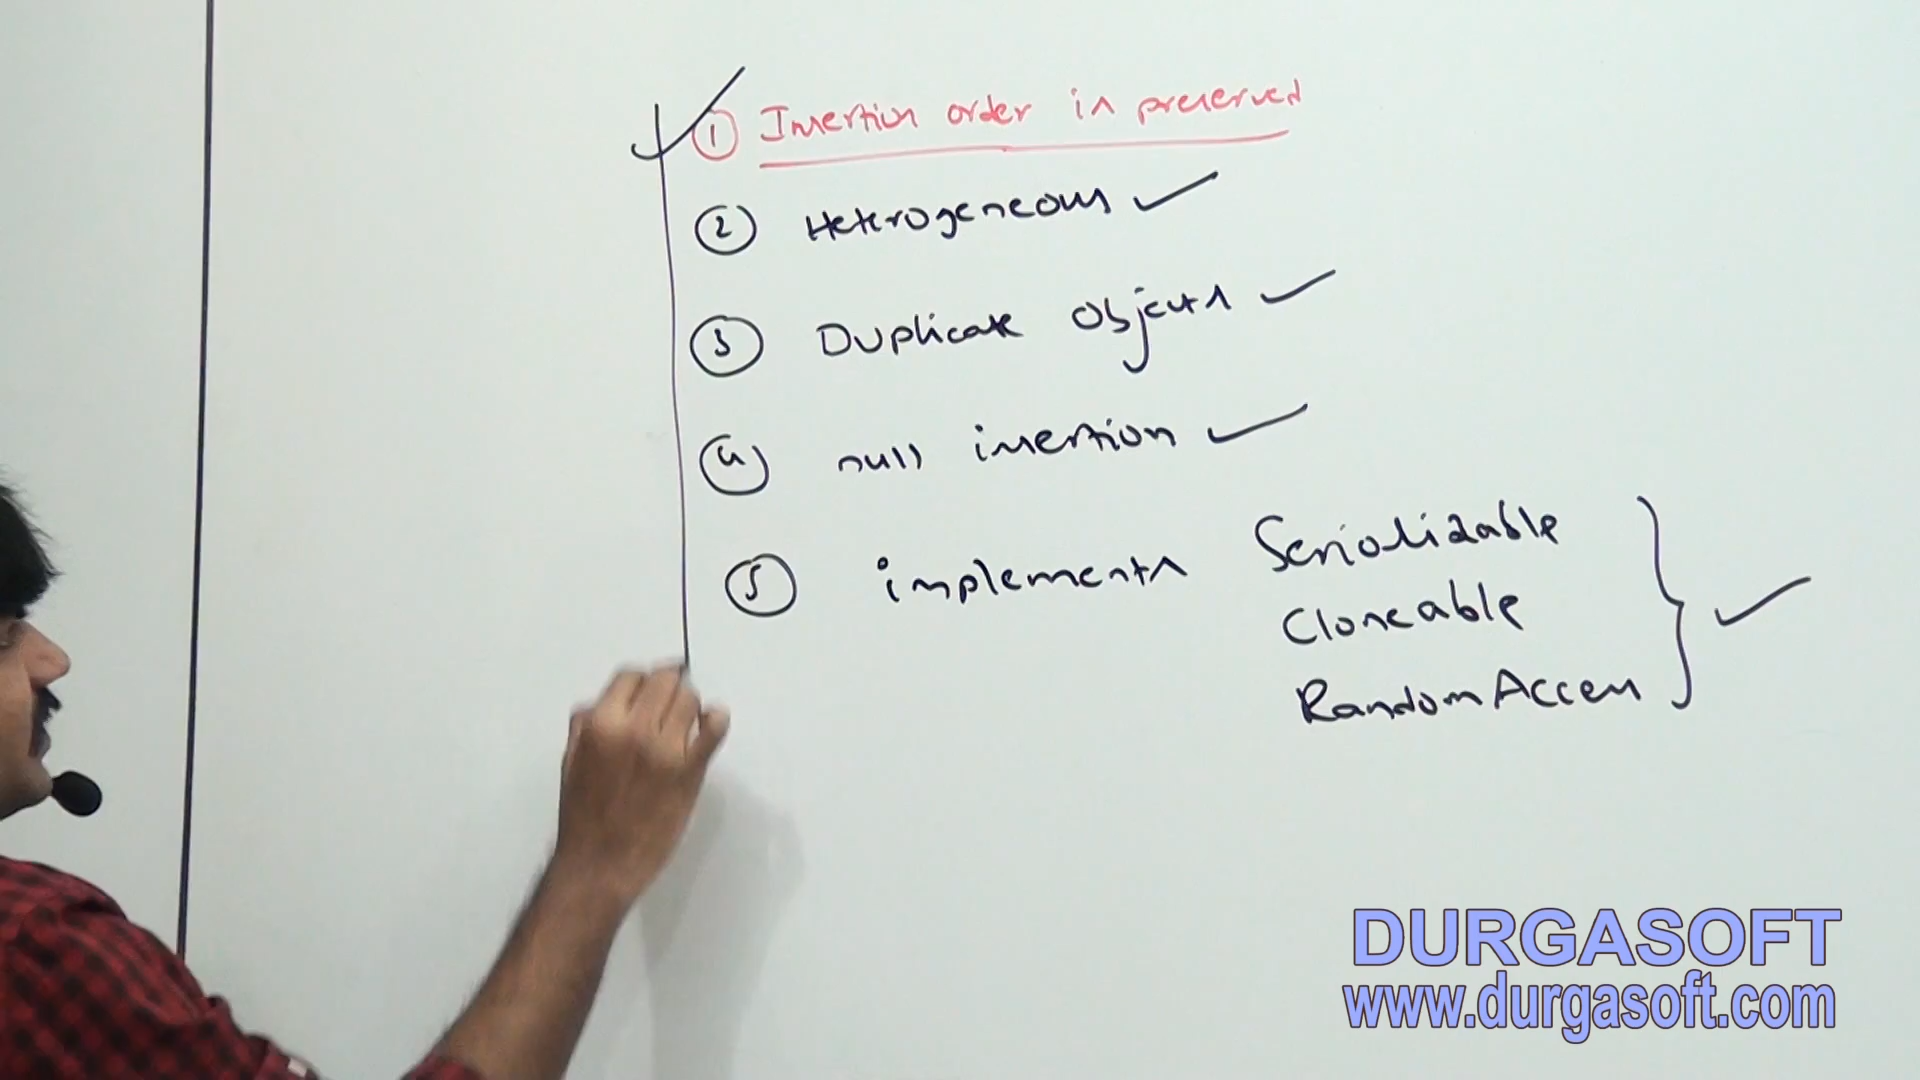 ① Insertion order is preserved
② Heterogeneous ✓
③ Duplicate objects ✓
④ null insertion ✓
⑤ implements Serializable
Cloneable
RandomAccess
DURGASOFT
www.durgasoft.com